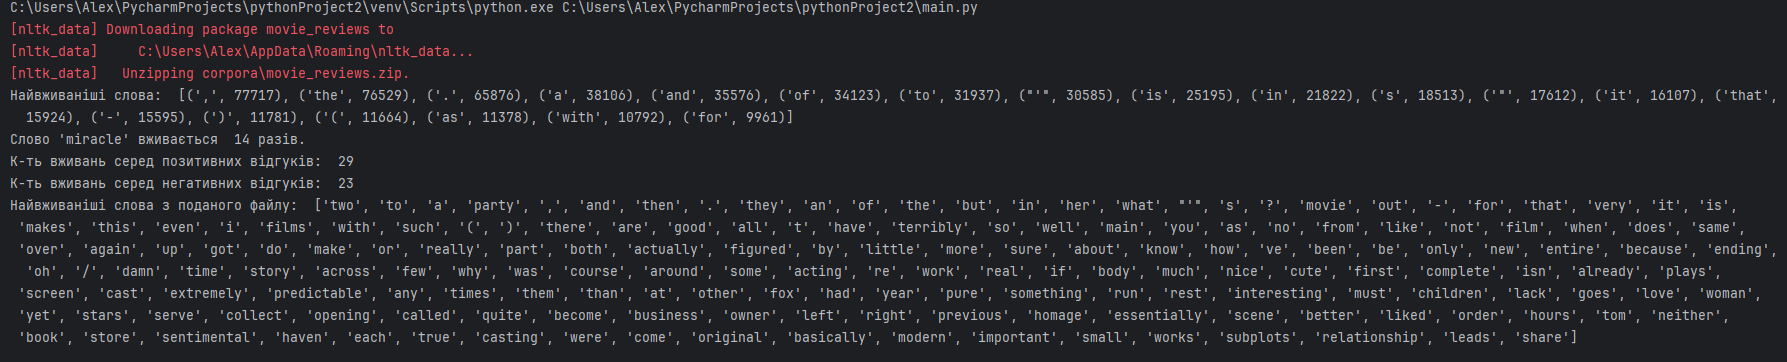 C:\Users\Alex\PycharmProjects\pythonProject2\venv\Scripts\python.exe C:\Users\Alex\PycharmProjects\pythonProject2\main.py
[nltk_data] Downloading package movie_reviews to
[nltk_data]     C:\Users\Alex\AppData\Roaming\nltk_data...
[nltk_data]   Unzipping corpora\movie_reviews.zip.
Найвживаніші слова:  [(',', 77717), ('the', 76529), ('.', 65876), ('a', 38106), ('and', 35576), ('of', 34123), ('to', 31937), ("'", 30585), ('is', 25195), ('in', 21822), ('s', 18513), ('"', 17612), ('it', 16107), ('that',
15924), ('-', 15595), (')', 11781), ('(', 11664), ('as', 11378), ('with', 10792), ('for', 9961)]
Слово 'miracle' вживається  14 разів.
К-ть вживань серед позитивних відгуків:  29
К-ть вживань серед негативних відгуків:  23
Найвживаніші слова з поданого файлу:  ['two', 'to', 'a', 'party', ',', 'and', 'then', '.', 'they', 'an', 'of', 'the', 'but', 'in', 'her', 'what', "'", 's', '?', 'movie', 'out', '-', 'for', 'that', 'very', 'it', 'is',
'makes', 'this', 'even', 'i', 'films', 'with', 'such', '(', ')', 'there', 'are', 'good', 'all', 't', 'have', 'terribly', 'so', 'well', 'main', 'you', 'as', 'no', 'from', 'like', 'not', 'film', 'when', 'does', 'same',
'over', 'again', 'up', 'got', 'do', 'make', 'or', 'really', 'part', 'both', 'actually', 'figured', 'by', 'little', 'more', 'sure', 'about', 'know', 'how', 've', 'been', 'be', 'only', 'new', 'entire', 'because', 'ending',
'oh', '/', 'damn', 'time', 'story', 'across', 'few', 'why', 'was', 'course', 'around', 'some', 'acting', 're', 'work', 'real', 'if', 'body', 'much', 'nice', 'cute', 'first', 'complete', 'isn', 'already', 'plays',
'screen', 'cast', 'extremely', 'predictable', 'any', 'times', 'them', 'than', 'at', 'other', 'fox', 'had', 'year', 'pure', 'something', 'run', 'rest', 'interesting', 'must', 'children', 'lack', 'goes', 'love', 'woman',
'yet', 'stars', 'serve', 'collect', 'opening', 'called', 'quite', 'become', 'business', 'owner', 'left', 'right', 'previous', 'homage', 'essentially', 'scene', 'better', 'liked', 'order', 'hours', 'tom', 'neither',
'book', 'store', 'sentimental', 'haven', 'each', 'true', 'casting', 'were', 'come', 'original', 'basically', 'modern', 'important', 'small', 'works', 'subplots', 'relationship', 'leads', 'share']